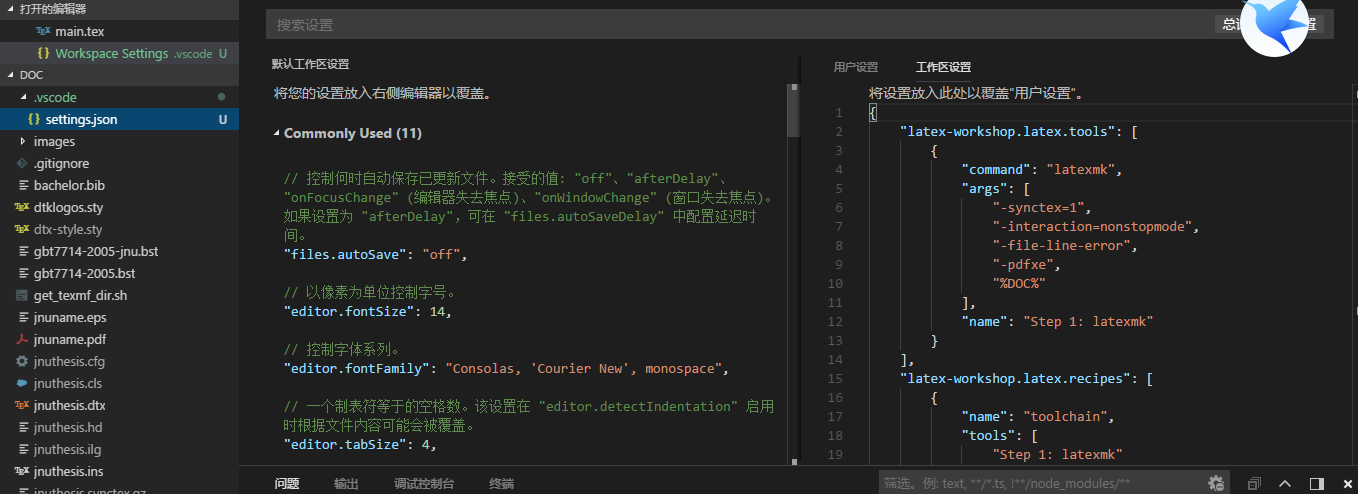 打开的编辑器
main.tex
Workspace Settings .vscode U
DOC
.vscode
settings.json U
images
.gitignore
bachelor.bib
dtklogos.sty
dtx-style.sty
gbt7714-2005-jnu.bst
gbt7714-2005.bst
get_texmf_dir.sh
jnuname.eps
jnuname.pdf
jnuthesis.cfg
jnuthesis.cls
jnuthesis.dtx
jnuthesis.hd
jnuthesis.ilg
jnuthesis.ins
jnuthesis.synctex.gz
搜索设置
默认工作区设置
将您的设置放入右侧编辑器以覆盖。
Commonly Used (11)
// 控制何时自动保存已更新文件。接受的值: "off"、"afterDelay"、
"onFocusChange" (编辑器失去焦点)、"onWindowChange" (窗口失去焦点)。
如果设置为 "afterDelay"，可在 "files.autoSaveDelay" 中配置延迟时
间。
"files.autoSave": "off",
// 以像素为单位控制字号。
"editor.fontSize": 14,
// 控制字体系列。
"editor.fontFamily": "Consolas, 'Courier New', monospace",
// 一个制表符等于的空格数。该设置在 "editor.detectIndentation" 启用
时根据文件内容可能会被覆盖。
"editor.tabSize": 4,
用户设置 工作区设置
将设置放入此处以覆盖"用户设置"。
1 {
2 "latex-workshop.latex.tools": [
3 {
4 "command": "latexmk",
5 "args": [
6 "-synctex=1",
7 "-interaction=nonstopmode",
8 "-file-line-error",
9 "-pdfxe",
10 "%DOC%"
11 ],
12 "name": "Step 1: latexmk"
13 }
14 ],
15 "latex-workshop.latex.recipes": [
16 {
17 "name": "toolchain",
18 "tools": [
19 "Step 1: latexmk"
问题 输出 调试控制台 终端
筛选。例: text, **/*.ts, !**/node_modules/**